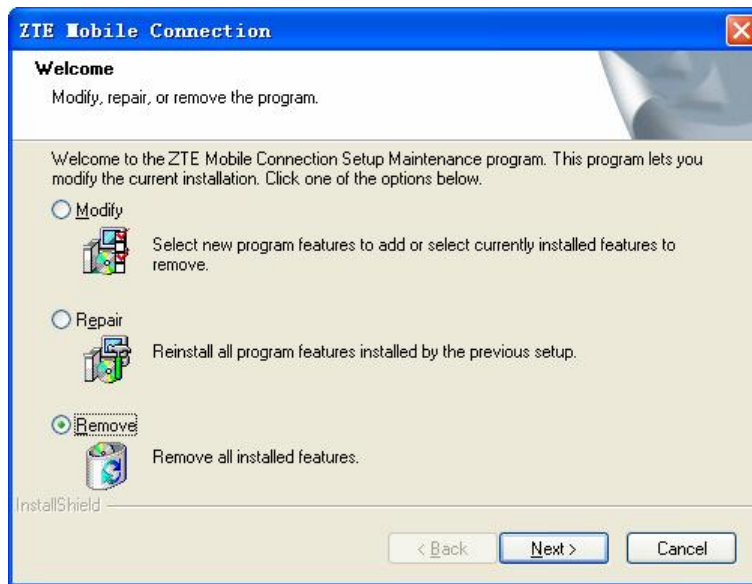 ZTE Mobile Connection
Welcome
Modify, repair, or remove the program.
Welcome to the ZTE Mobile Connection Setup Maintenance program. This program lets you
modify the current installation. Click one of the options below.
Modify
Select new program features to add or select currently installed features to
remove.
Repair
Reinstall all program features installed by the previous setup.
Remove
Remove all installed features.
InstallShield
< Back Next > Cancel